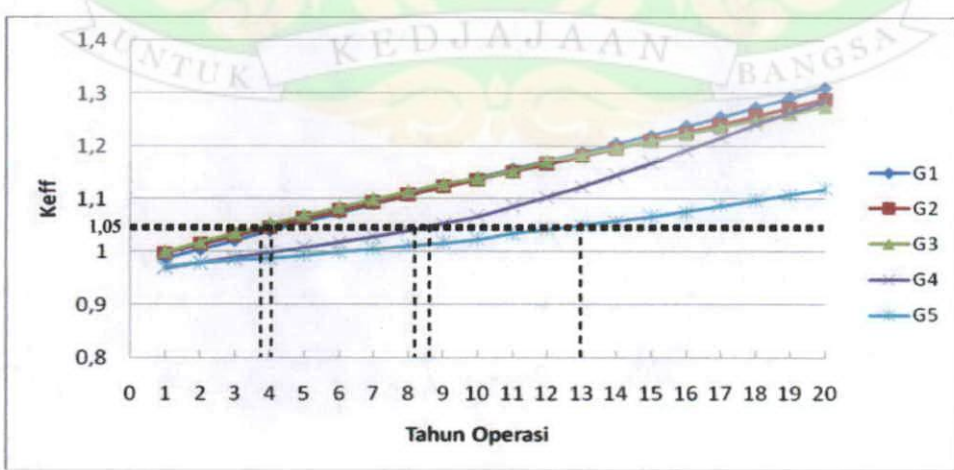 UNTUK KEDJAJAAN BANGSA
1,4
1,3
1,2
1,1
1,05
1
0,9
0,8
Keff
0 1 2 3 4 5 6 7 8 9 10 11 12 13 14 15 16 17 18 19 20
Tahun Operasi
G1
G2
G3
G4
G5